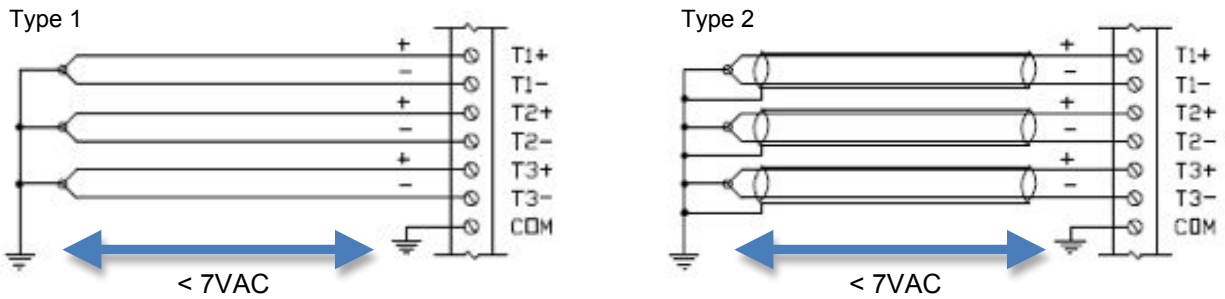 Type 1
+
T1+
−
T1−
+
T2+
−
T2−
+
T3+
−
T3−
COM
< 7VAC
Type 2
+
T1+
−
T1−
+
T2+
−
T2−
+
T3+
−
T3−
COM
< 7VAC